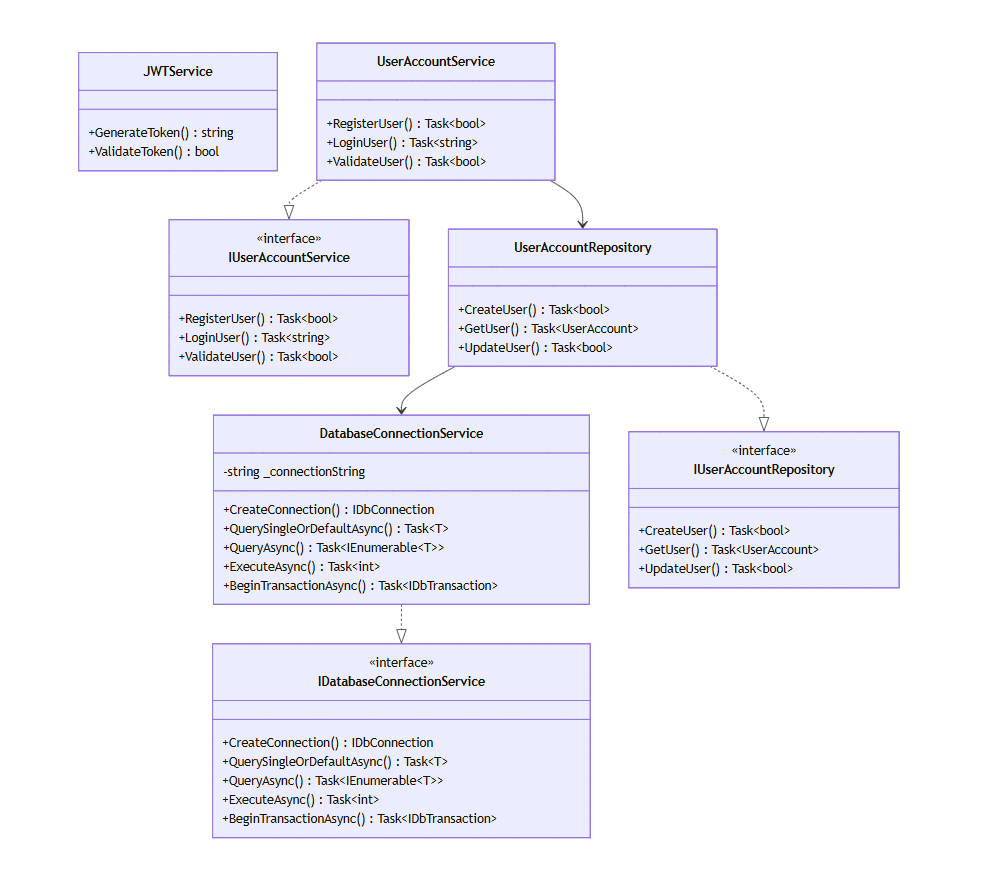 JWTService
+GenerateToken() : string
+ValidateToken() : bool
UserAccountService
+RegisterUser() : Task<bool>
+LoginUser() : Task<string>
+ValidateUser() : Task<bool>
«interface»
IUserAccountService
+RegisterUser() : Task<bool>
+LoginUser() : Task<string>
+ValidateUser() : Task<bool>
UserAccountRepository
+CreateUser() : Task<bool>
+GetUser() : Task<UserAccount>
+UpdateUser() : Task<bool>
DatabaseConnectionService
-string _connectionString
+CreateConnection() : IDbConnection
+QuerySingleOrDefaultAsync() : Task<T>
+QueryAsync() : Task<IEnumerable<T>>
+ExecuteAsync() : Task<int>
+BeginTransactionAsync() : Task<IDbTransaction>
«interface»
IUserAccountRepository
+CreateUser() : Task<bool>
+GetUser() : Task<UserAccount>
+UpdateUser() : Task<bool>
«interface»
IDatabaseConnectionService
+CreateConnection() : IDbConnection
+QuerySingleOrDefaultAsync() : Task<T>
+QueryAsync() : Task<IEnumerable<T>>
+ExecuteAsync() : Task<int>
+BeginTransactionAsync() : Task<IDbTransaction>